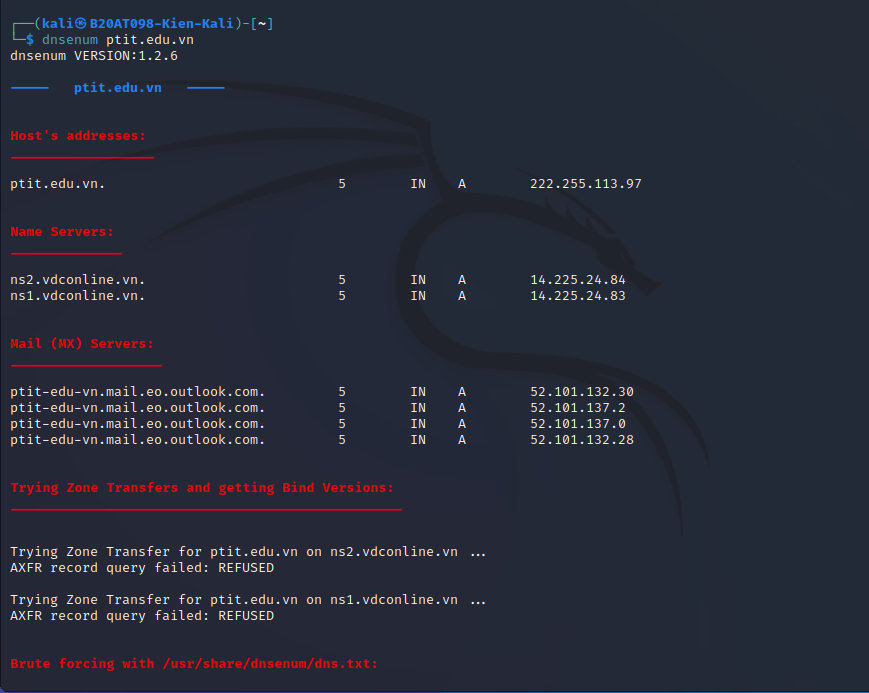 ┌──(kali㉿B20AT098-Kien-Kali)-[~]
└─$ dnsenum ptit.edu.vn
dnsenum VERSION:1.2.6
----- ptit.edu.vn -----
Host's addresses:
ptit.edu.vn. 5 IN A 222.255.113.97
Name Servers:
ns2.vdconline.vn. 5 IN A 14.225.24.84
ns1.vdconline.vn. 5 IN A 14.225.24.83
Mail (MX) Servers:
ptit-edu-vn.mail.eo.outlook.com. 5 IN A 52.101.132.30
ptit-edu-vn.mail.eo.outlook.com. 5 IN A 52.101.137.2
ptit-edu-vn.mail.eo.outlook.com. 5 IN A 52.101.137.0
ptit-edu-vn.mail.eo.outlook.com. 5 IN A 52.101.132.28
Trying Zone Transfers and getting Bind Versions:
Trying Zone Transfer for ptit.edu.vn on ns2.vdconline.vn ...
AXFR record query failed: REFUSED
Trying Zone Transfer for ptit.edu.vn on ns1.vdconline.vn ...
AXFR record query failed: REFUSED
Brute forcing with /usr/share/dnsenum/dns.txt: